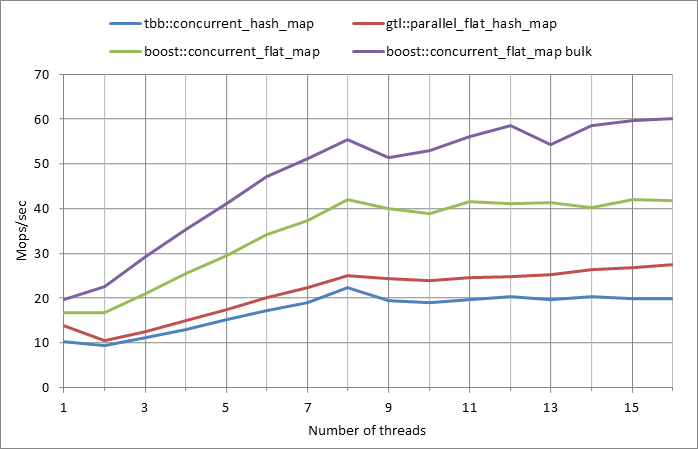 tbb::concurrent_hash_map gtl::parallel_flat_hash_map
boost::concurrent_flat_map boost::concurrent_flat_map bulk
70
60
50
40
30
20
10
0
Mops/sec
1 3 5 7 9 11 13 15
Number of threads